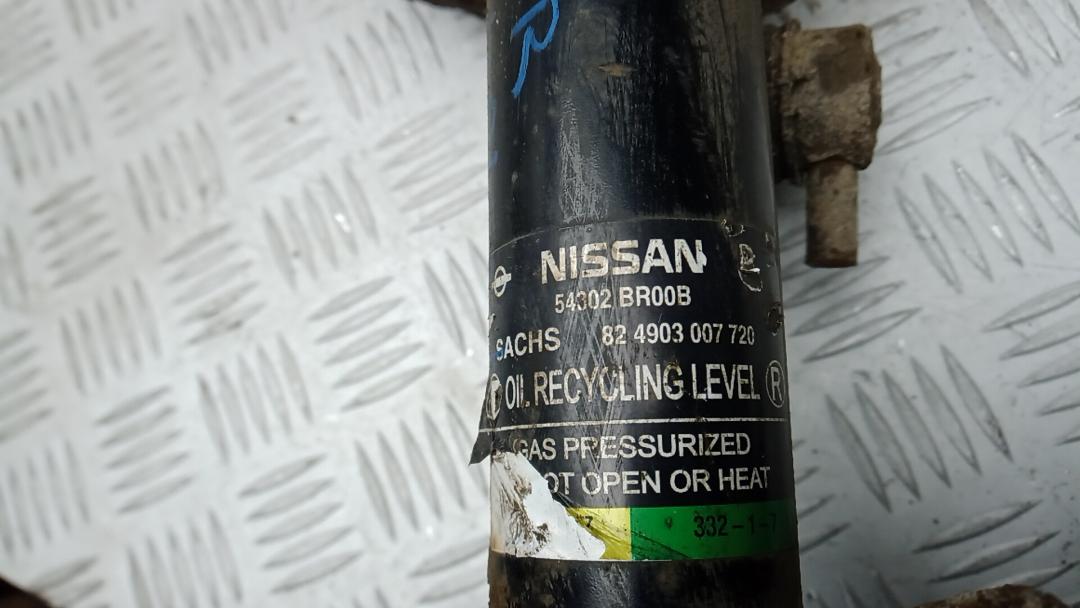 R
NISSAN
54302 BR00B
SACHS 82 4903 007 720
OIL RECYCLING LEVEL Ⓡ
GAS PRESSURIZED
OT OPEN OR HEAT
7 332-1-7